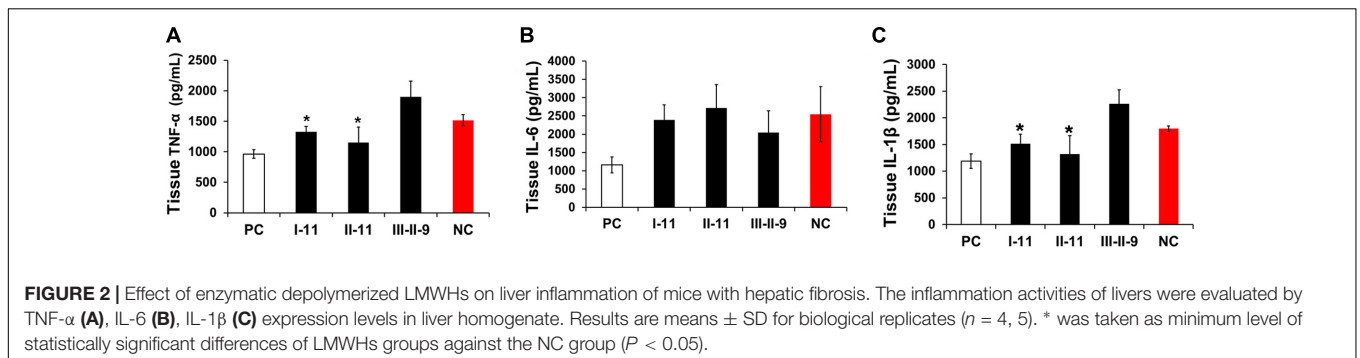 A
Tissue TNF-α (pg/mL)
2500
2000
1500
1000
500
0
* *
PC I-11 II-11 III-II-9 NC
B
Tissue IL-6 (pg/mL)
4000
3500
3000
2500
2000
1500
1000
500
0
PC I-11 II-11 III-II-9 NC
C
Tissue IL-1β (pg/mL)
3000
2500
2000
1500
1000
500
0
* *
PC I-11 II-11 III-II-9 NC
FIGURE 2 | Effect of enzymatic depolymerized LMWHs on liver inflammation of mice with hepatic fibrosis. The inflammation activities of livers were evaluated by
TNF-α (A), IL-6 (B), IL-1β (C) expression levels in liver homogenate. Results are means ± SD for biological replicates (n = 4, 5). * was taken as minimum level of
statistically significant differences of LMWHs groups against the NC group (P < 0.05).